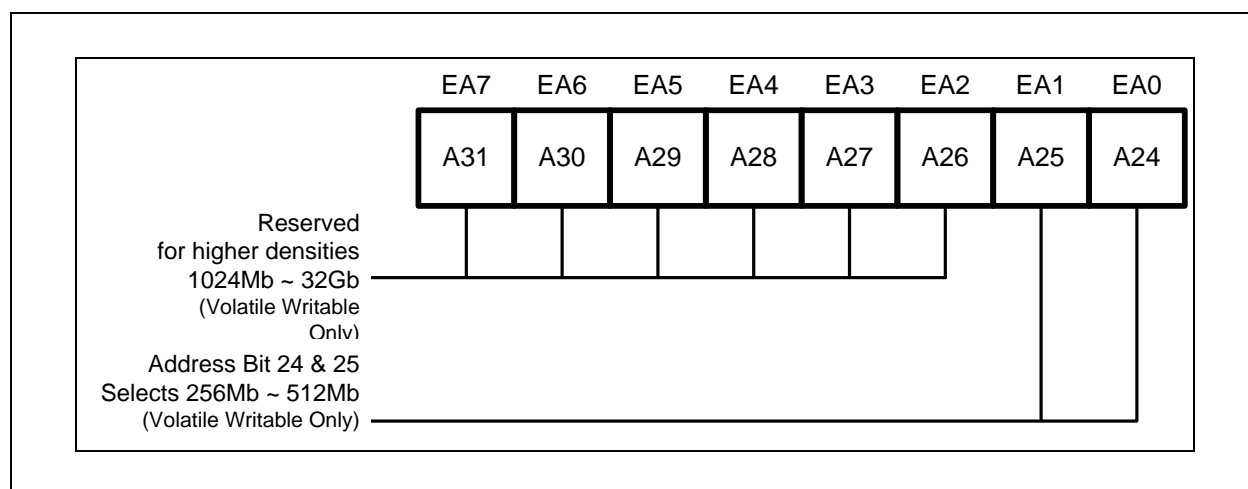 EA7 EA6 EA5 EA4 EA3 EA2 EA1 EA0
A31 A30 A29 A28 A27 A26 A25 A24
Reserved
for higher densities
1024Mb ~ 32Gb
(Volatile Writable
Only)
Address Bit 24 & 25
Selects 256Mb ~ 512Mb
(Volatile Writable Only)